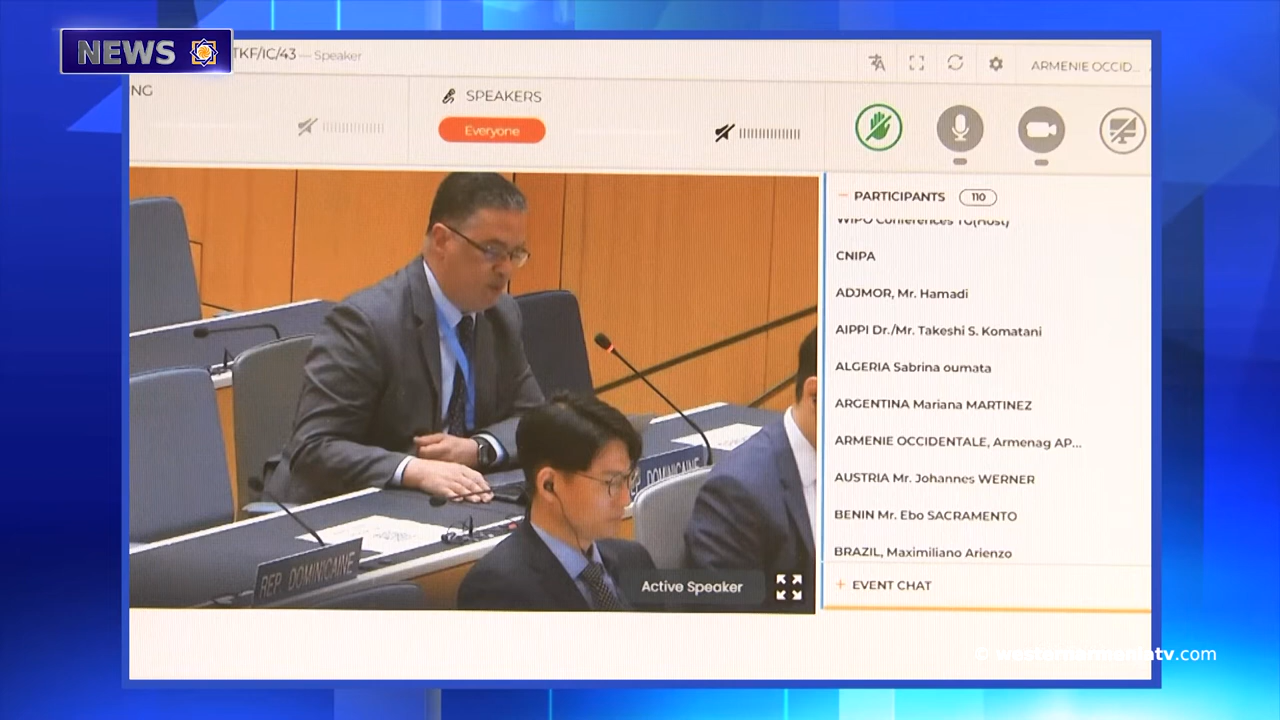 NEWS
TKF/IC/43 — Speaker
ARMENIE OCCID...
NG
SPEAKERS
Everyone
PARTICIPANTS 110
WIPO Conferences
CNIPA
ADJMOR, Mr. Hamadi
AIPPI Dr./Mr. Takeshi S. Komatani
ALGERIA Sabrina oumata
ARGENTINA Mariana MARTINEZ
ARMENIE OCCIDENTALE, Armenag AP...
AUSTRIA Mr. Johannes WERNER
BENIN Mr. Ebo SACRAMENTO
BRAZIL, Maximiliano Arienzo
EVENT CHAT
REP. DOMINICAINE
REP DOMINICAINE
Active Speaker
© westernarmeniatv.com